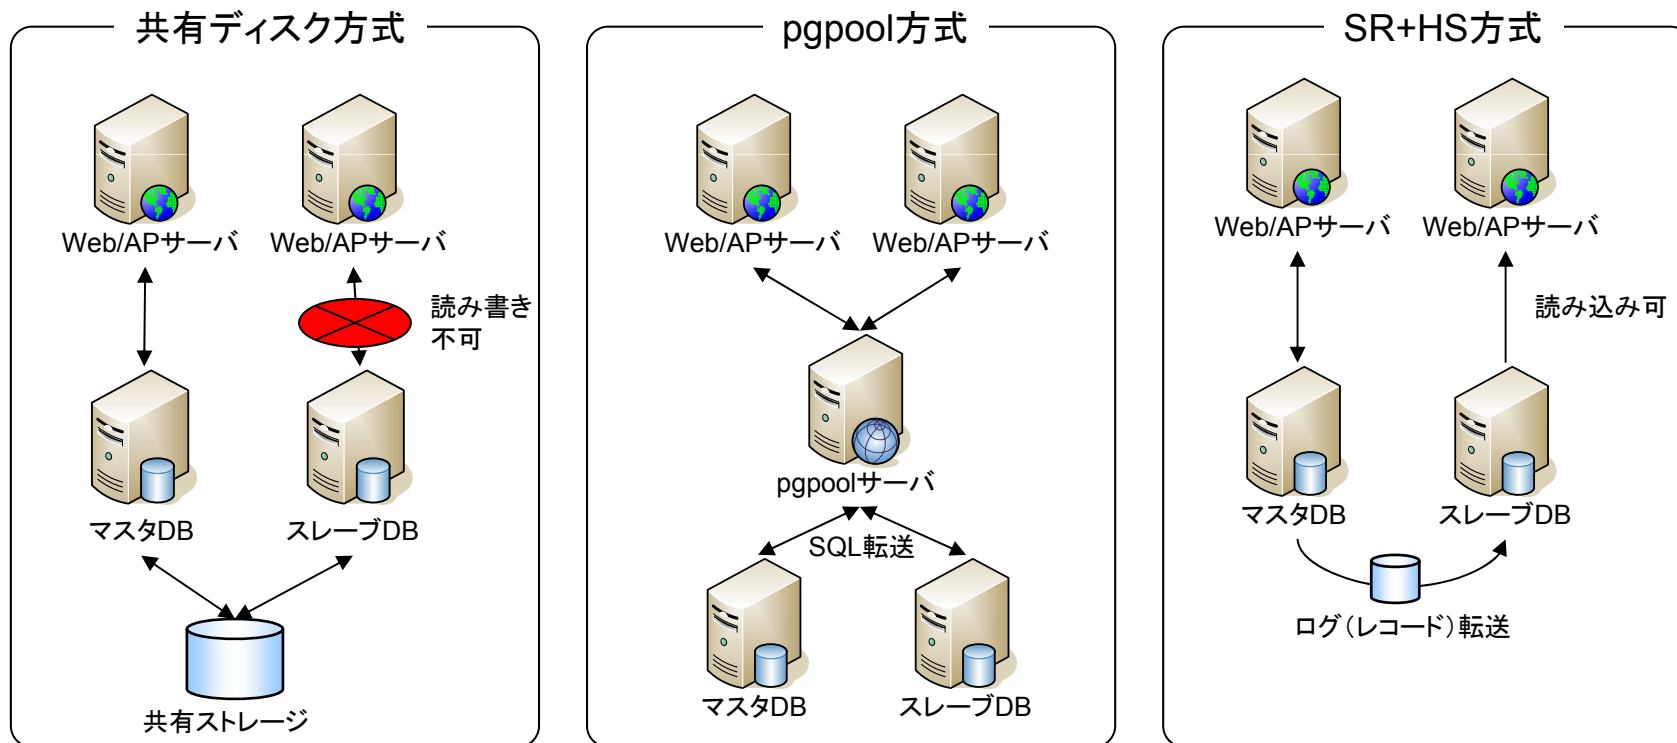 共有ディスク方式
Web/APサーバ
Web/APサーバ
読み書き
不可
マスタDB
スレーブDB
共有ストレージ
pgpool方式
Web/APサーバ
Web/APサーバ
pgpoolサーバ
SQL転送
マスタDB
スレーブDB
SR+HS方式
Web/APサーバ
Web/APサーバ
読み込み可
マスタDB
スレーブDB
ログ（レコード）転送